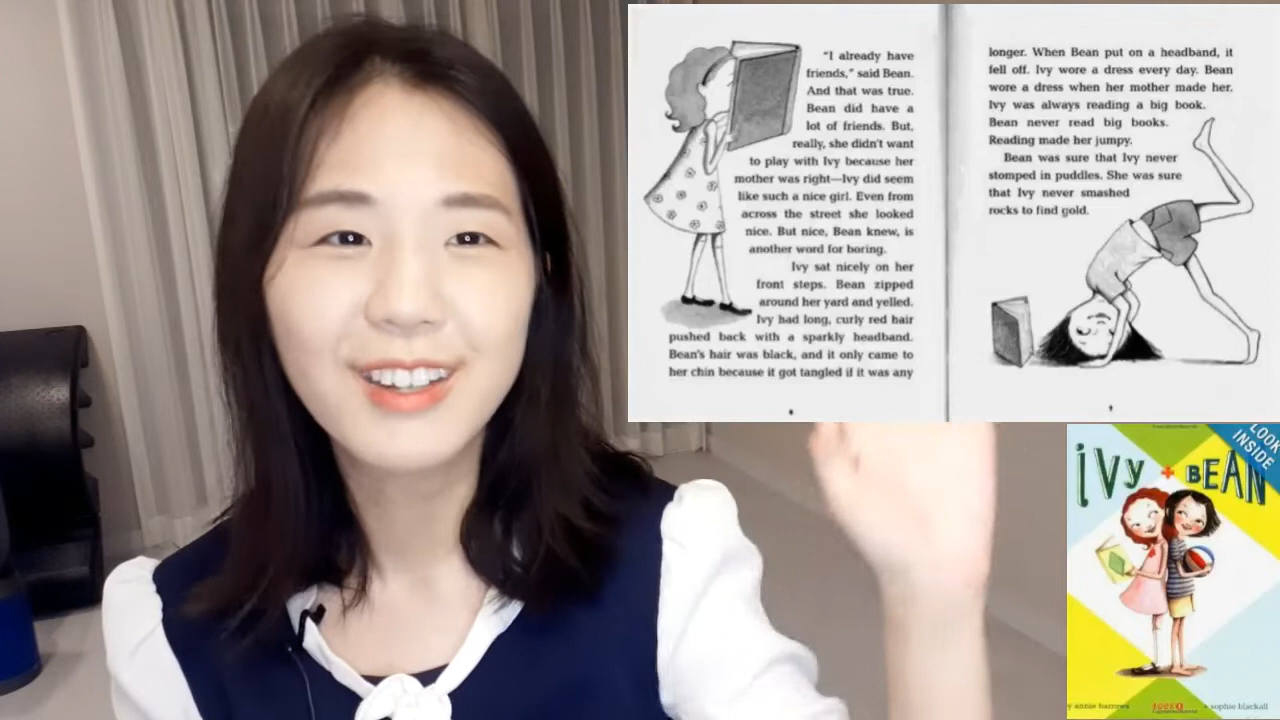 "I already have
friends," said Bean.
And that was true.
Bean did have a
lot of friends. But,
really, she didn't want
to play with Ivy because her
mother was right—Ivy did seem
like such a nice girl. Even from
across the street she looked
nice. But nice, Bean knew, is
another word for boring.
Ivy sat nicely on her
front steps. Bean zipped
around her yard and yelled.
Ivy had long, curly red hair
pushed back with a sparkly headband.
Bean's hair was black, and it only came to
her chin because it got tangled if it was any
longer. When Bean put on a headband, it
fell off. Ivy wore a dress every day. Bean
wore a dress when her mother made her.
Ivy was always reading a big book.
Bean never read big books.
Reading made her jumpy.
Bean was sure that Ivy never
stomped in puddles. She was sure
that Ivy never smashed
rocks to find gold.
LOOK
INSIDE
IVY + BEAN
y annie barrows
BOOK 1
+ sophie blackall